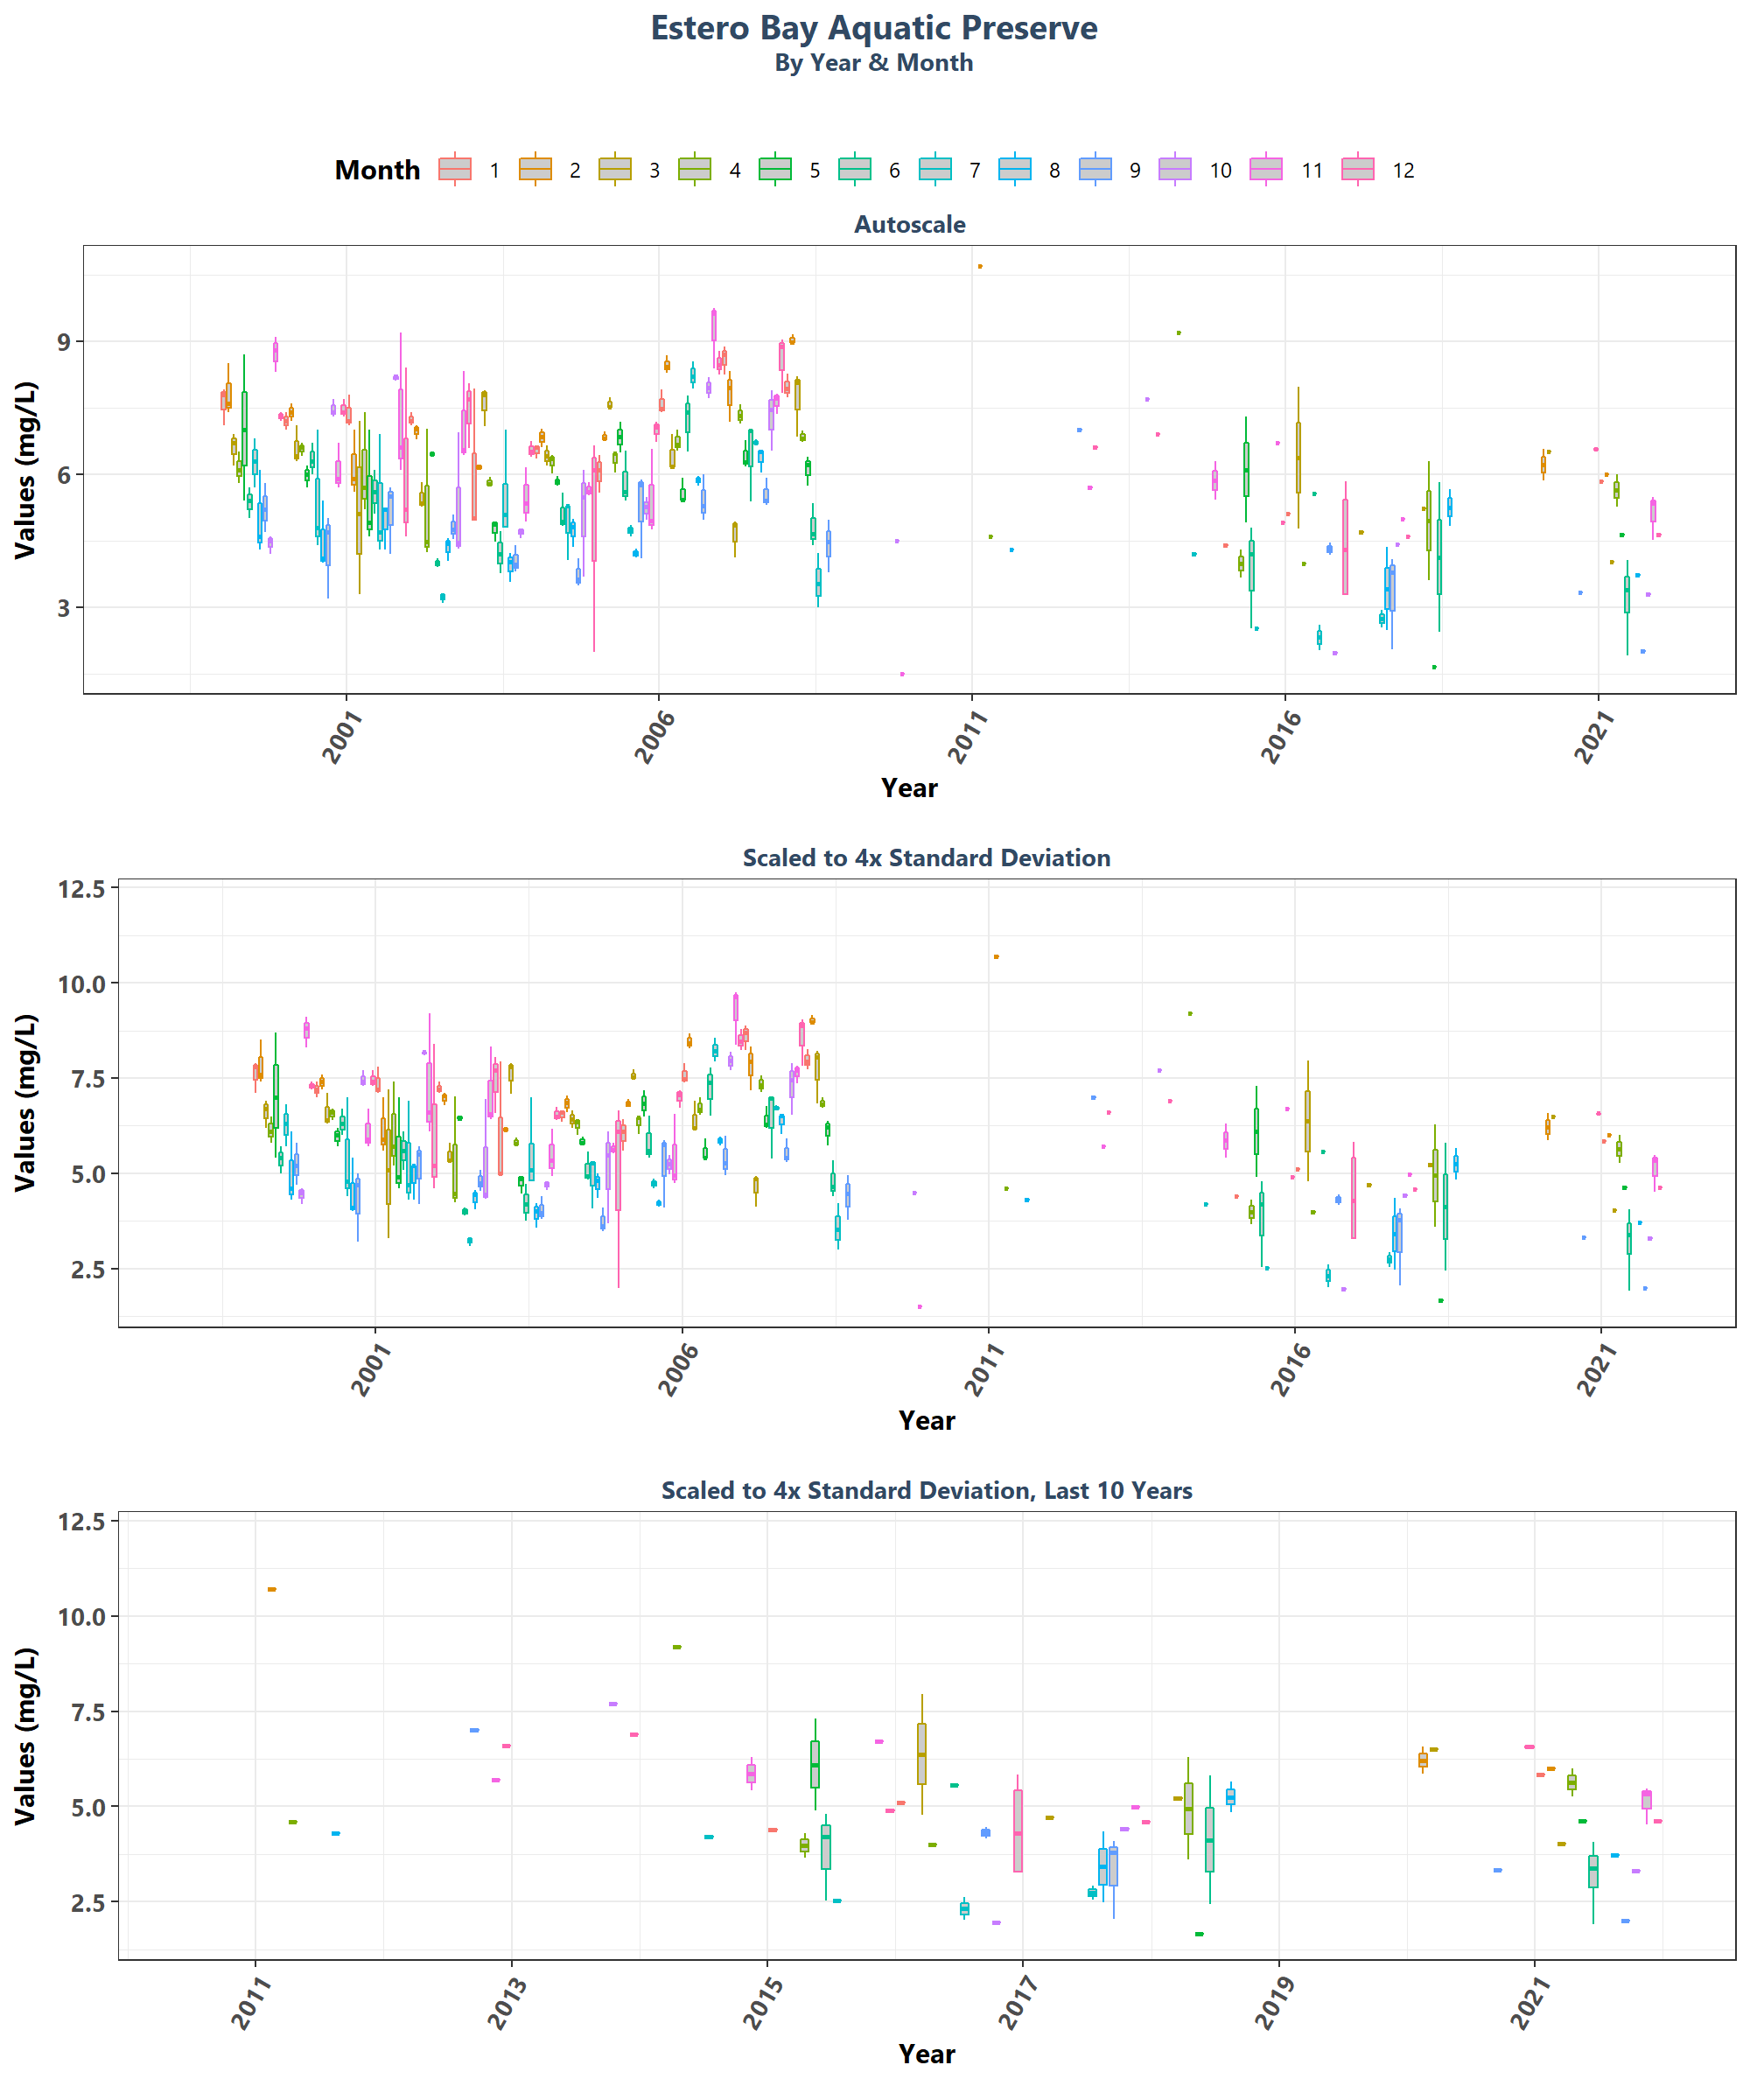 Estero Bay Aquatic Preserve
By Year & Month
Month 1 2 3 4 5 6 7 8 9 10 11 12
Autoscale
Values (mg/L)
9
6
3
2001 2006 2011 2016 2021
Year
Scaled to 4x Standard Deviation
Values (mg/L)
12.5
10.0
7.5
5.0
2.5
2001 2006 2011 2016 2021
Year
Scaled to 4x Standard Deviation, Last 10 Years
Values (mg/L)
12.5
10.0
7.5
5.0
2.5
2011 2013 2015 2017 2019 2021
Year